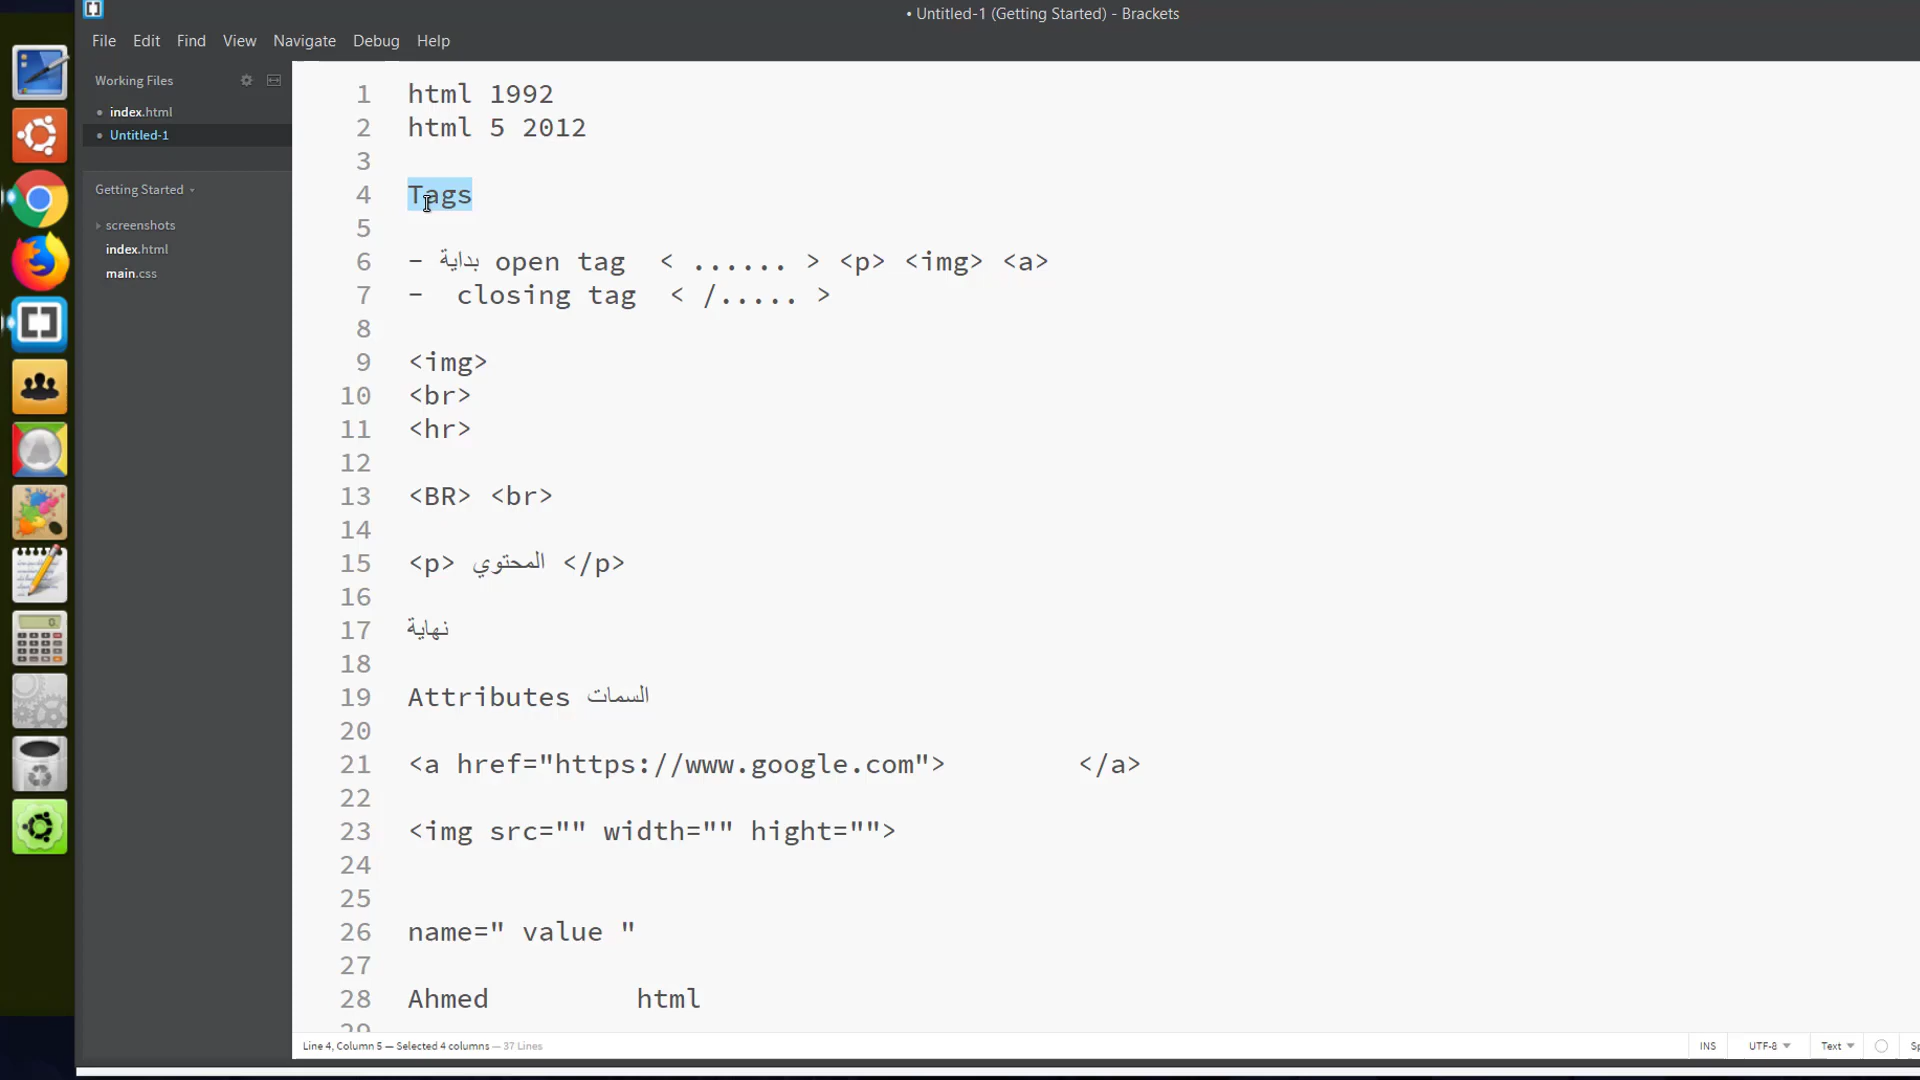 • Untitled-1 (Getting Started) - Brackets
File Edit Find View Navigate Debug Help
Working Files
index.html
Untitled-1
Getting Started
screenshots
index.html
main.css
1 html 1992
2 html 5 2012
3
4 Tags
5
6 - بداية open tag < ...... > <p> <img> <a>
7 - closing tag < /..... >
8
9 <img>
10 <br>
11 <hr>
12
13 <BR> <br>
14
15 <p> المحتوي </p>
16
17 نهاية
18
19 Attributes السمات
20
21 <a href="https://www.google.com"> </a>
22
23 <img src="" width="" hight="">
24
25
26 name=" value "
27
28 Ahmed html
29
Line 4, Column 5 — Selected 4 columns — 37 Lines
INS UTF-8 Text Sp